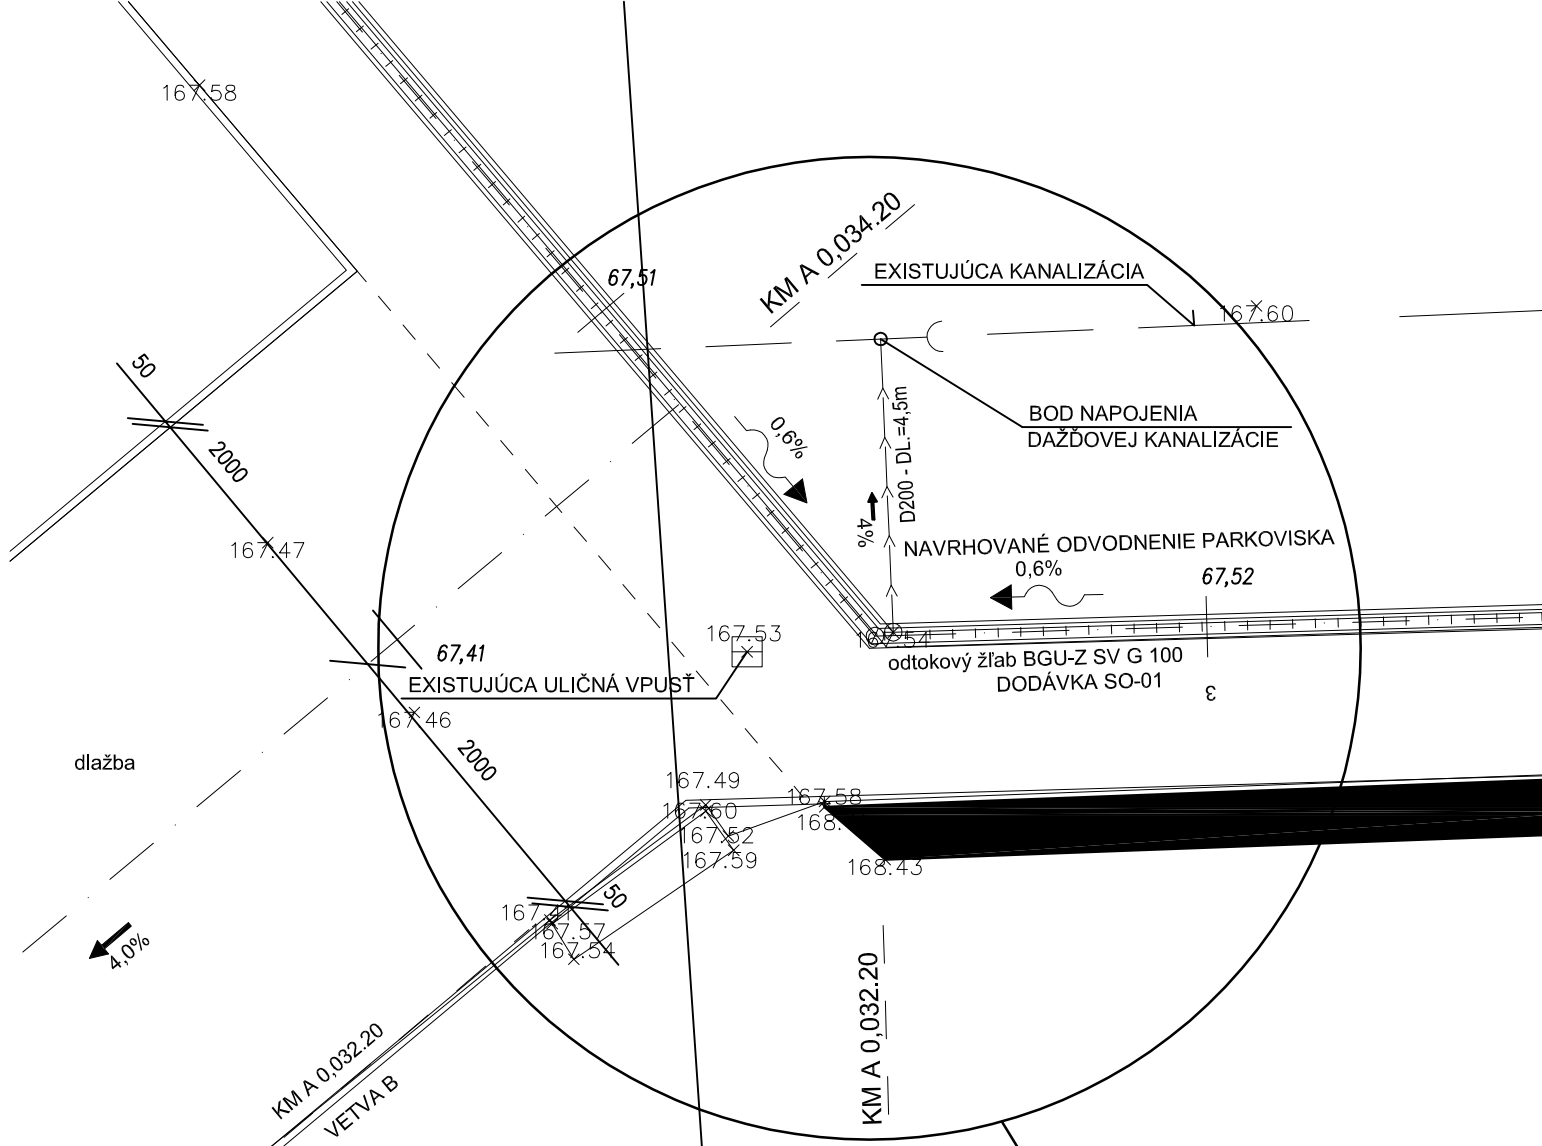 167.58
KM A 0,034.20
67,51
EXISTUJÚCA KANALIZÁCIA
167.60
50
2000
0,6%
D200 - DL.=4,5m
4%
BOD NAPOJENIA
DAŽĎOVEJ KANALIZÁCIE
167.47
NAVRHOVANÉ ODVODNENIE PARKOVISKA
0,6%
67,52
167.53
67,41
EXISTUJÚCA ULIČNÁ VPUSŤ
odtokový žľab BGU-Z SV G 100
DODÁVKA SO-01
3
167.46
dlažba
2000
167.49
167.60
167.58
168.
167.52
167.59
168.43
50
167.41
167.57
167.54
4,0%
KM A 0,032.20
KM A 0,032.20
VETVA B